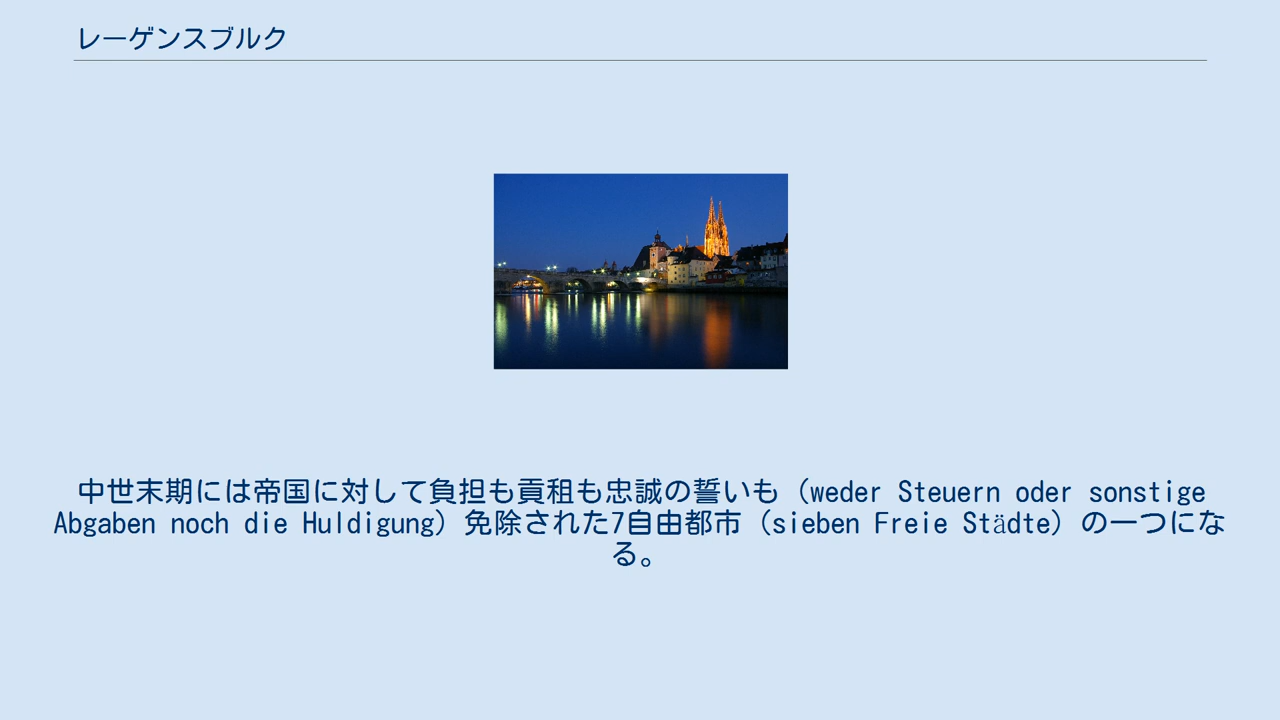 レーゲンスブルク
中世末期には帝国に対して負担も貢租も忠誠の誓いも（weder Steuern oder sonstige
Abgaben noch die Huldigung）免除された7自由都市（sieben Freie Städte）の一つにな
る。